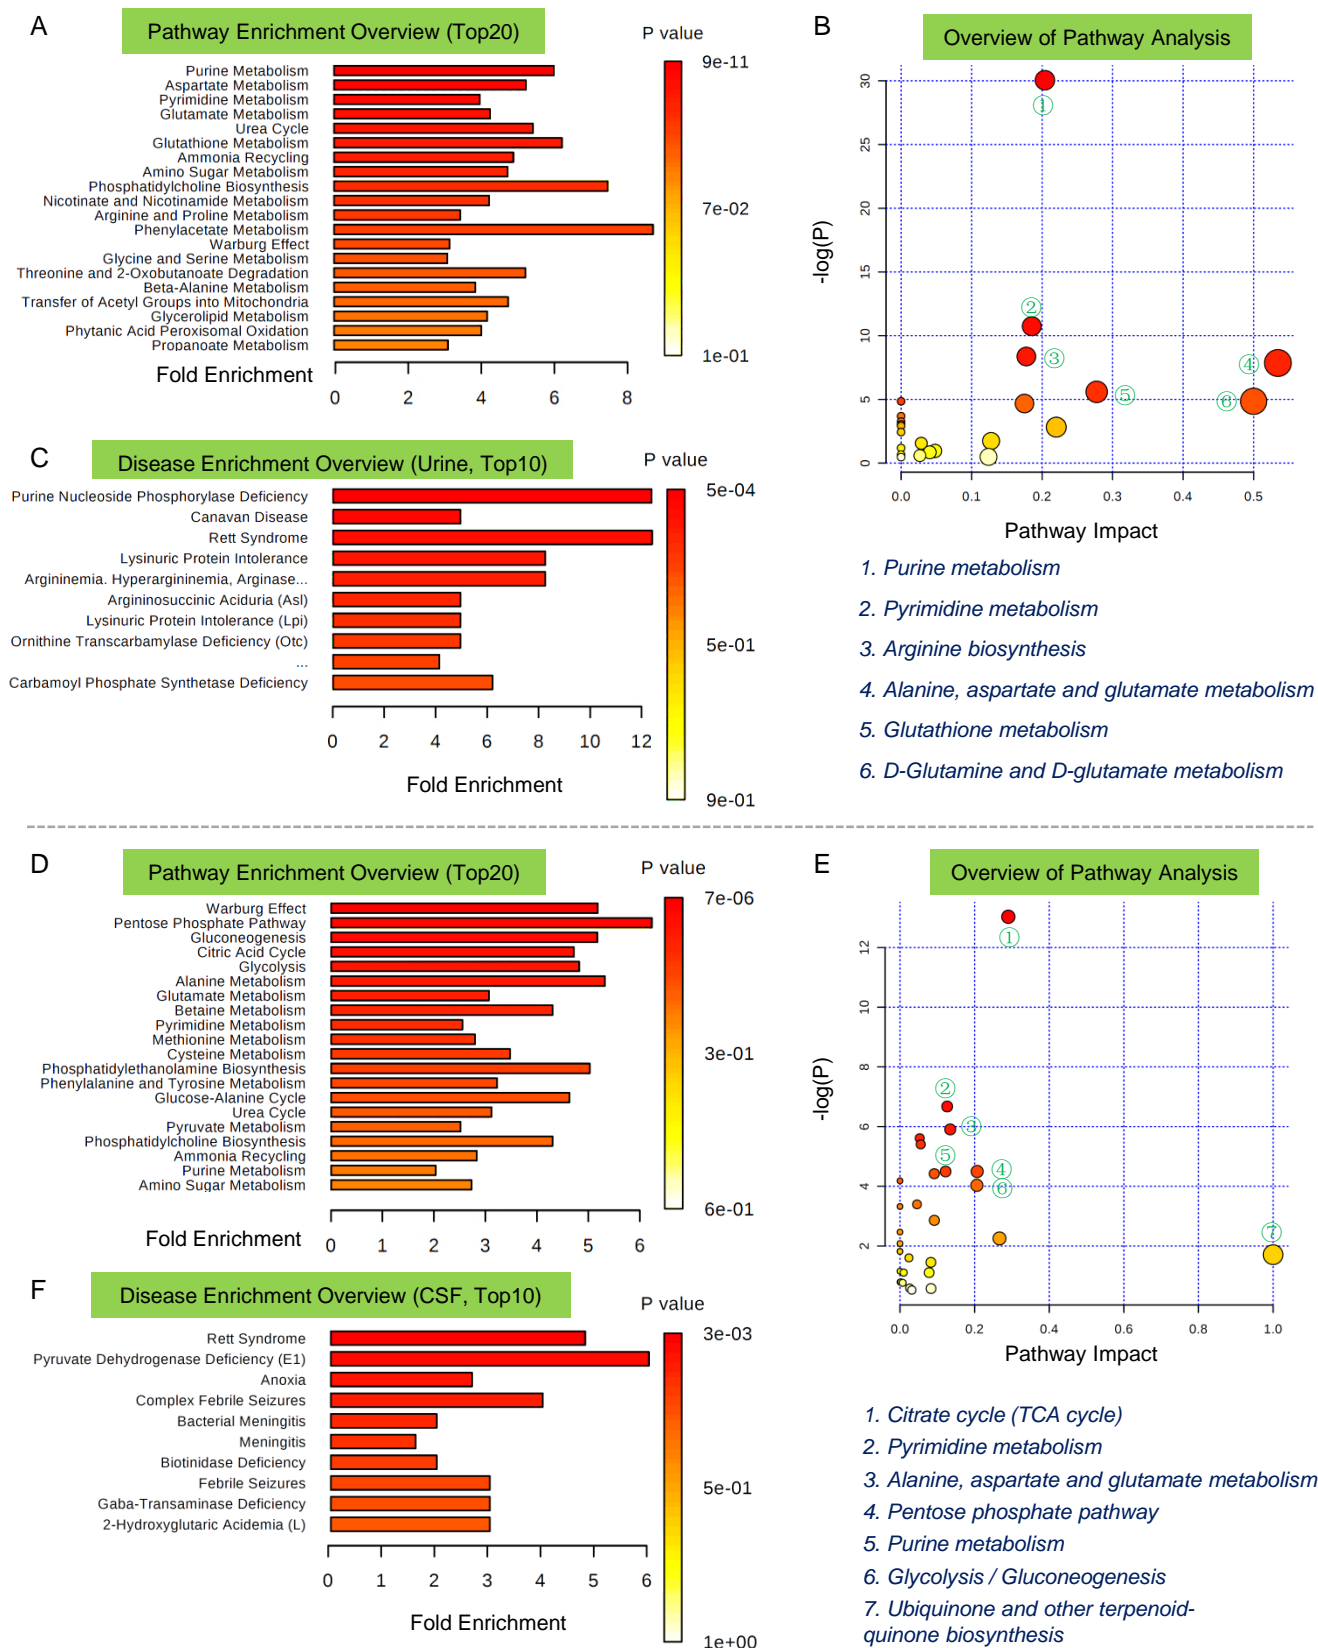 A
Pathway Enrichment Overview (Top20)
P value
Purine Metabolism
Aspartate Metabolism
Pyrimidine Metabolism
Glutamate Metabolism
Urea Cycle
Glutathione Metabolism
Ammonia Recycling
Amino Sugar Metabolism
Phosphatidylcholine Biosynthesis
Nicotinate and Nicotinamide Metabolism
Arginine and Proline Metabolism
Phenylacetate Metabolism
Warburg Effect
Glycine and Serine Metabolism
Threonine and 2-Oxobutanoate Degradation
Beta-Alanine Metabolism
Transfer of Acetyl Groups into Mitochondria
Glycerolipid Metabolism
Phytanic Acid Peroxisomal Oxidation
Propanoate Metabolism
9e-11
7e-02
1e-01
Fold Enrichment
0 2 4 6 8
B
Overview of Pathway Analysis
-log(P)
30
25
20
15
10
5
0
①
②
③
④
⑤
⑥
0.0 0.1 0.2 0.3 0.4 0.5
Pathway Impact
1. Purine metabolism
2. Pyrimidine metabolism
3. Arginine biosynthesis
4. Alanine, aspartate and glutamate metabolism
5. Glutathione metabolism
6. D-Glutamine and D-glutamate metabolism
C
Disease Enrichment Overview (Urine, Top10)
P value
Purine Nucleoside Phosphorylase Deficiency
Canavan Disease
Rett Syndrome
Lysinuric Protein Intolerance
Argininemia. Hyperargininemia, Arginase...
Argininosuccinic Aciduria (Asl)
Lysinuric Protein Intolerance (Lpi)
Ornithine Transcarbamylase Deficiency (Otc)
...
Carbamoyl Phosphate Synthetase Deficiency
5e-04
5e-01
9e-01
0 2 4 6 8 10 12
Fold Enrichment
D
Pathway Enrichment Overview (Top20)
P value
Warburg Effect
Pentose Phosphate Pathway
Gluconeogenesis
Citric Acid Cycle
Glycolysis
Alanine Metabolism
Glutamate Metabolism
Betaine Metabolism
Pyrimidine Metabolism
Methionine Metabolism
Cysteine Metabolism
Phosphatidylethanolamine Biosynthesis
Phenylalanine and Tyrosine Metabolism
Glucose-Alanine Cycle
Urea Cycle
Pyruvate Metabolism
Phosphatidylcholine Biosynthesis
Ammonia Recycling
Purine Metabolism
Amino Sugar Metabolism
7e-06
3e-01
6e-01
Fold Enrichment
0 1 2 3 4 5 6
E
Overview of Pathway Analysis
-log(P)
12
10
8
6
4
2
①
②
③
⑤
④
⑥
⑦
0.0 0.2 0.4 0.6 0.8 1.0
Pathway Impact
1. Citrate cycle (TCA cycle)
2. Pyrimidine metabolism
3. Alanine, aspartate and glutamate metabolism
4. Pentose phosphate pathway
5. Purine metabolism
6. Glycolysis / Gluconeogenesis
7. Ubiquinone and other terpenoid-
quinone biosynthesis
F
Disease Enrichment Overview (CSF, Top10)
P value
Rett Syndrome
Pyruvate Dehydrogenase Deficiency (E1)
Anoxia
Complex Febrile Seizures
Bacterial Meningitis
Meningitis
Biotinidase Deficiency
Febrile Seizures
Gaba-Transaminase Deficiency
2-Hydroxyglutaric Acidemia (L)
3e-03
5e-01
1e+00
0 1 2 3 4 5 6
Fold Enrichment